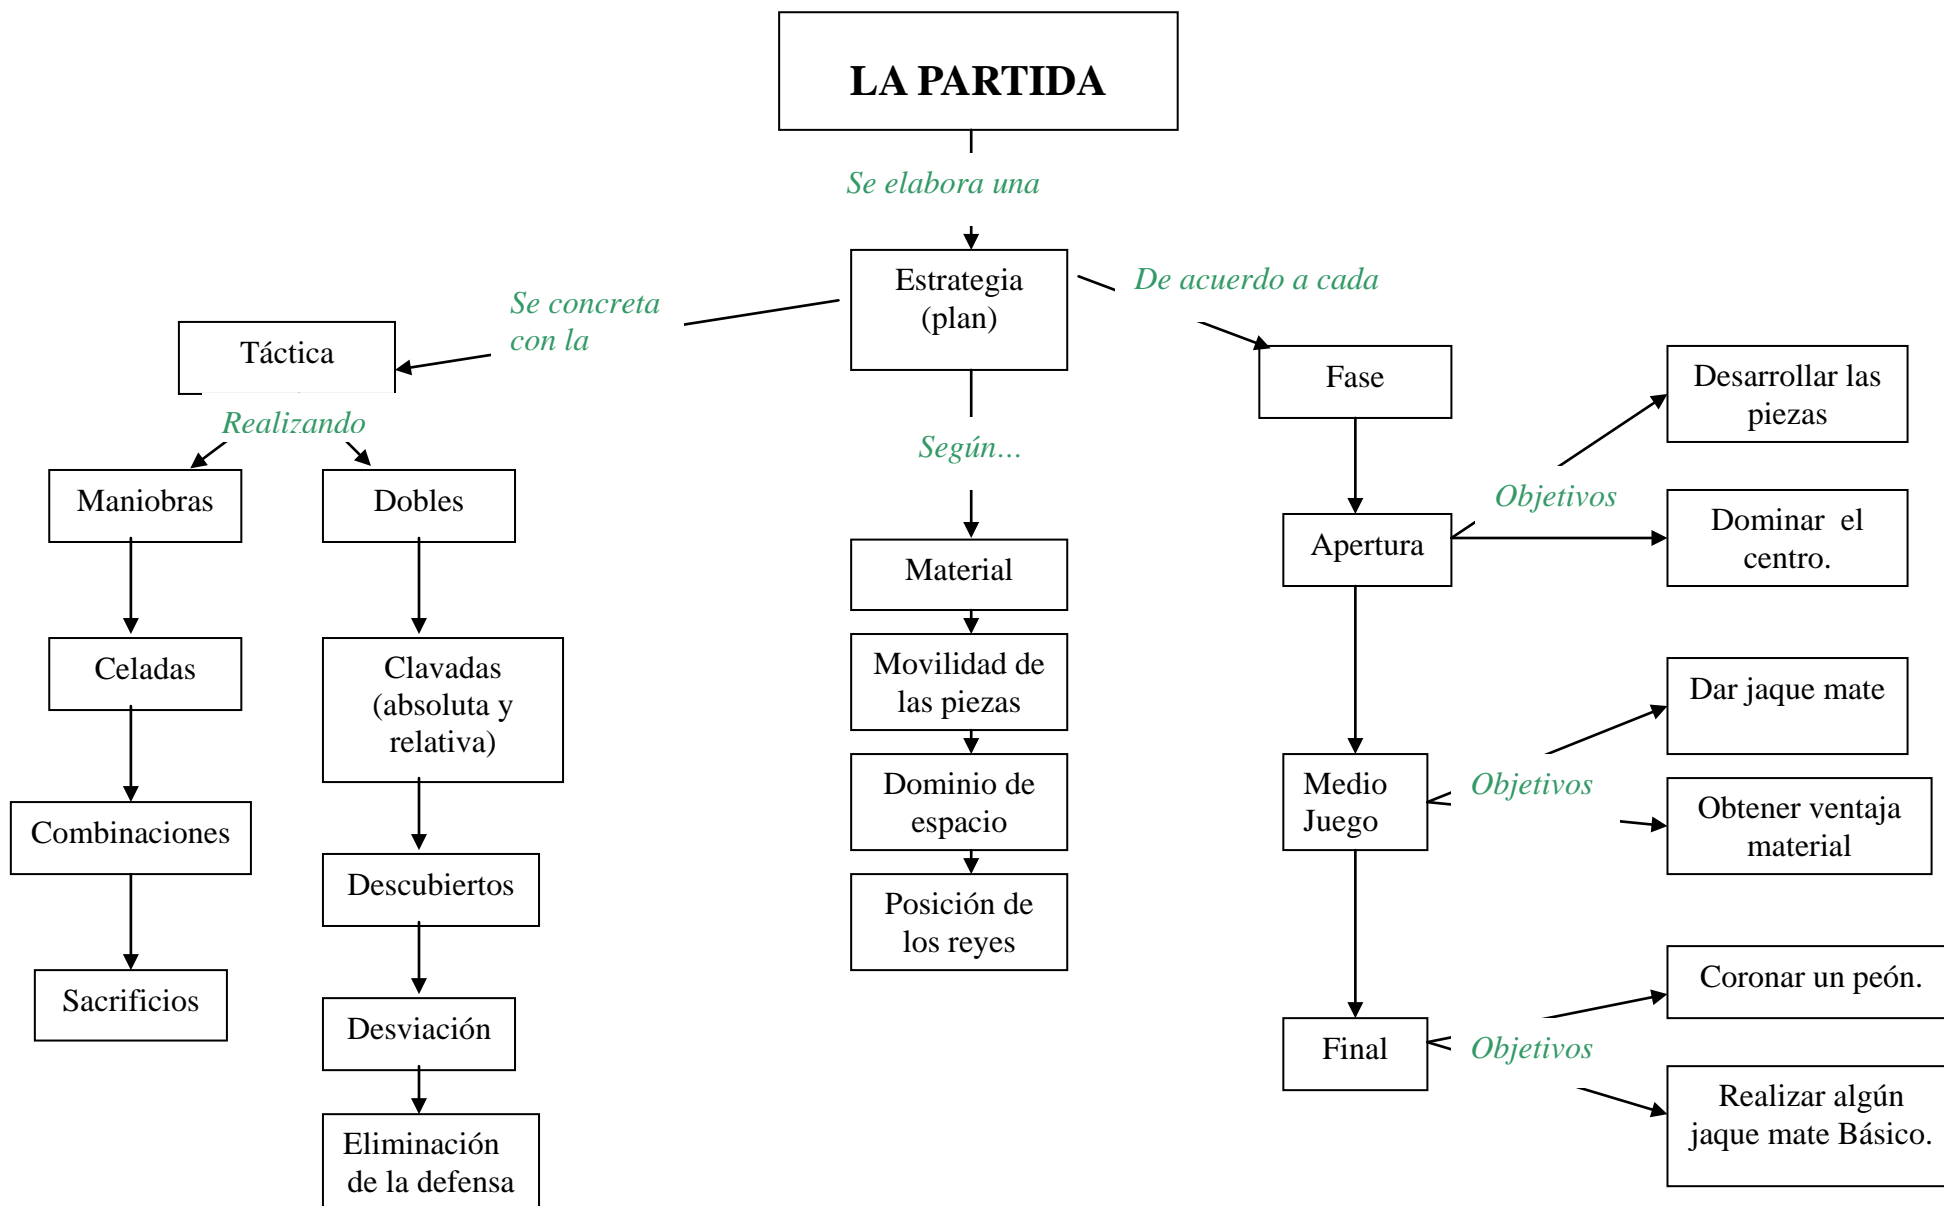 LA PARTIDA
Se elabora una
Estrategia
(plan)
De acuerdo a cada
Se concreta
con la
Táctica
Realizando
Maniobras
Dobles
Celadas
Clavadas
(absoluta y
relativa)
Combinaciones
Descubiertos
Sacrificios
Desviación
Eliminación
de la defensa
Según...
Material
Movilidad de
las piezas
Dominio de
espacio
Posición de
los reyes
Fase
Apertura
Objetivos
Desarrollar las
piezas
Dominar el
centro.
Medio
Juego
Objetivos
Dar jaque mate
Obtener ventaja
material
Final
Objetivos
Coronar un peón.
Realizar algún
jaque mate Básico.